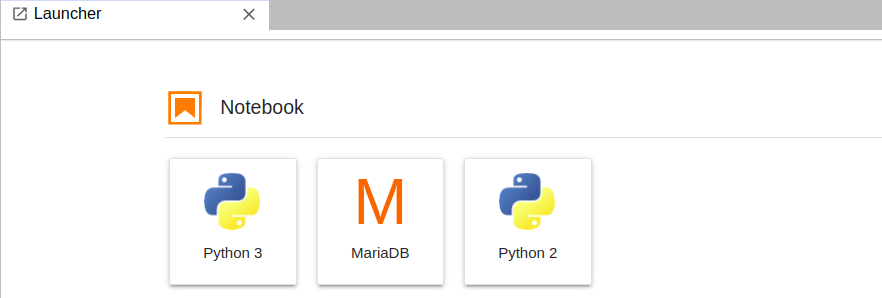 Launcher
Notebook
M
Python 3
MariaDB
Python 2